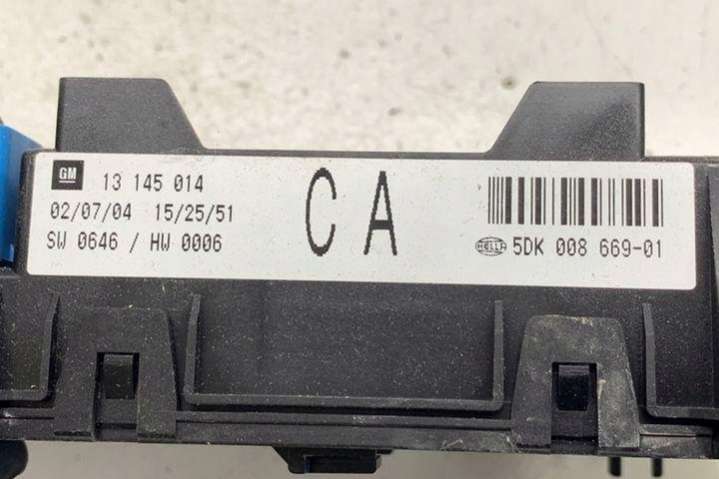 GM 13 145 014
02/07/04 15/25/51
SW 0646 / HW 0006
CA
HELLA 5DK 008 669-01